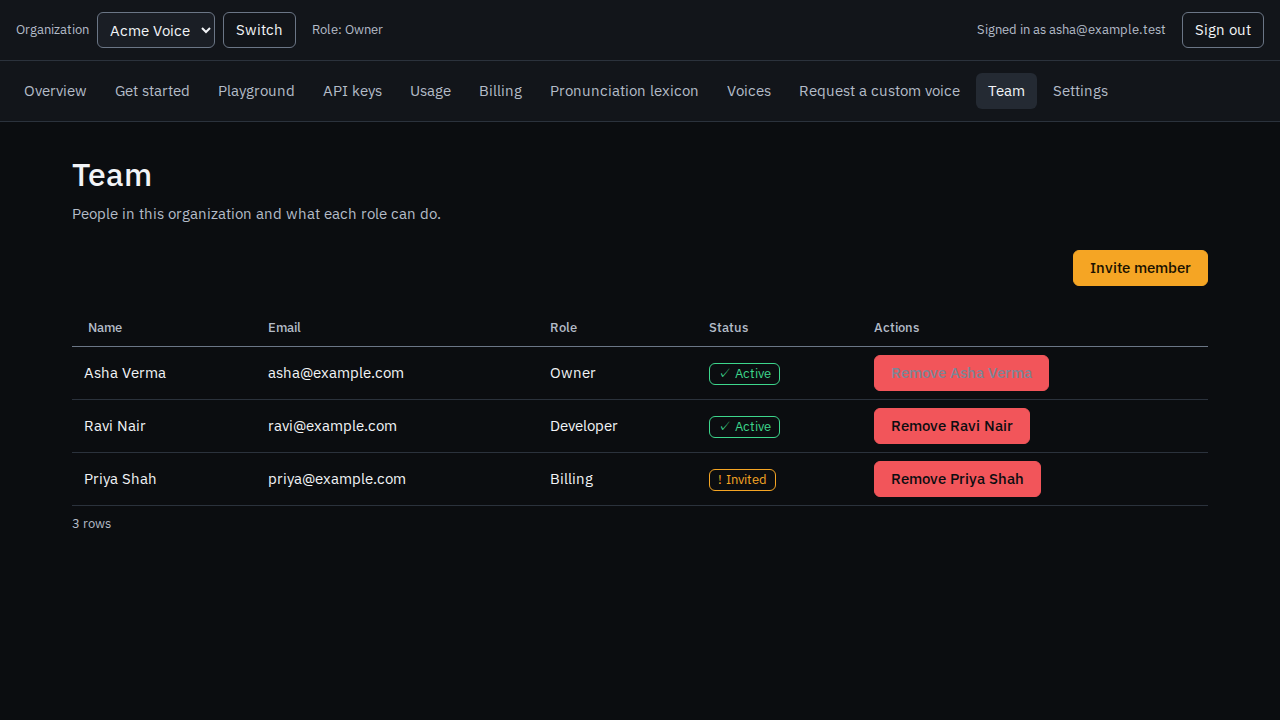 Organization Acme Voice Switch Role: Owner Signed in as asha@example.test Sign out
Overview Get started Playground API keys Usage Billing Pronunciation lexicon Voices Request a custom voice Team Settings
Team
People in this organization and what each role can do.
Invite member
Name Email Role Status Actions
Asha Verma asha@example.com Owner ✓ Active Remove Asha Verma
Ravi Nair ravi@example.com Developer ✓ Active Remove Ravi Nair
Priya Shah priya@example.com Billing ! Invited Remove Priya Shah
3 rows